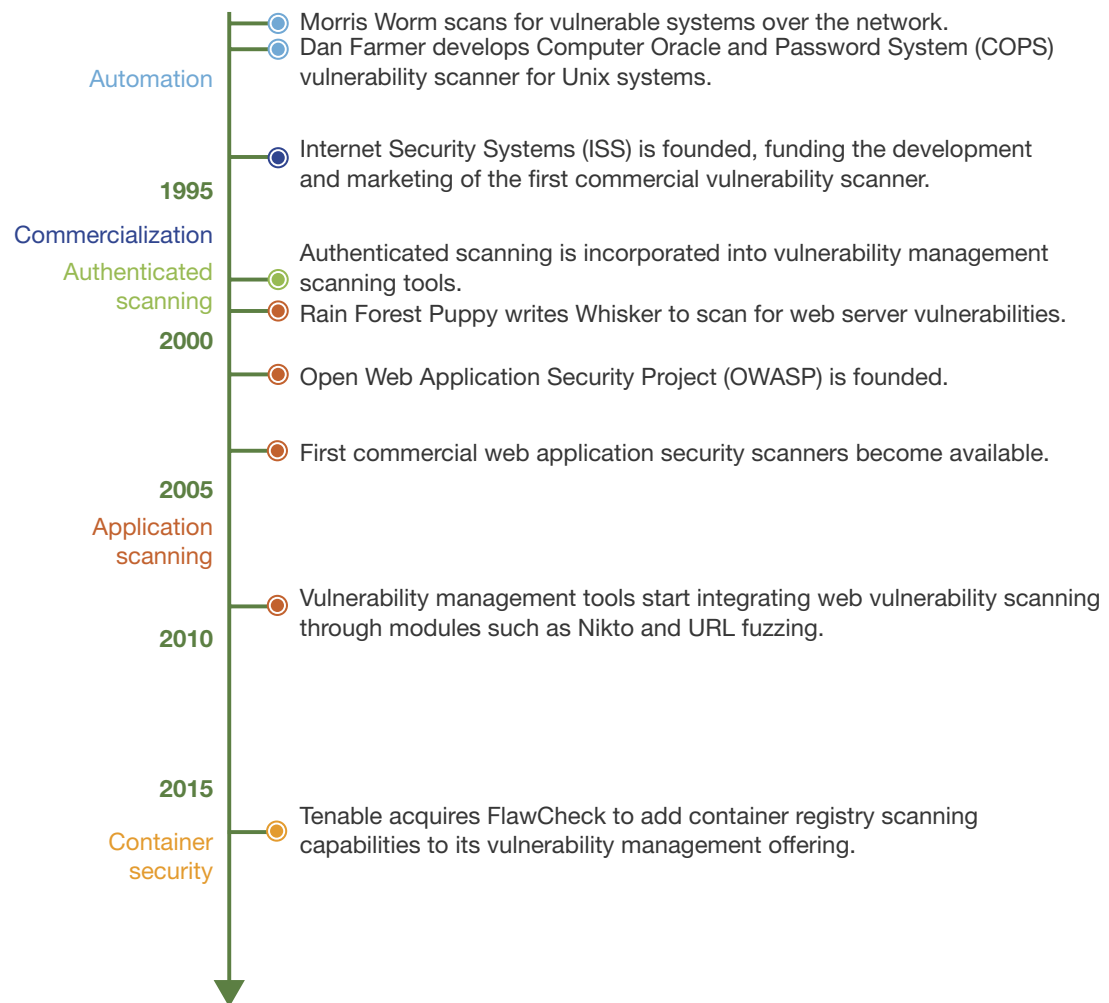 Morris Worm scans for vulnerable systems over the network.
Dan Farmer develops Computer Oracle and Password System (COPS)
vulnerability scanner for Unix systems.
Automation
Internet Security Systems (ISS) is founded, funding the development
and marketing of the first commercial vulnerability scanner.
1995
Commercialization
Authenticated scanning is incorporated into vulnerability management
scanning tools.
Authenticated
scanning
Rain Forest Puppy writes Whisker to scan for web server vulnerabilities.
2000
Open Web Application Security Project (OWASP) is founded.
First commercial web application security scanners become available.
2005
Application
scanning
Vulnerability management tools start integrating web vulnerability scanning
through modules such as Nikto and URL fuzzing.
2010
2015
Tenable acquires FlawCheck to add container registry scanning
capabilities to its vulnerability management offering.
Container
security